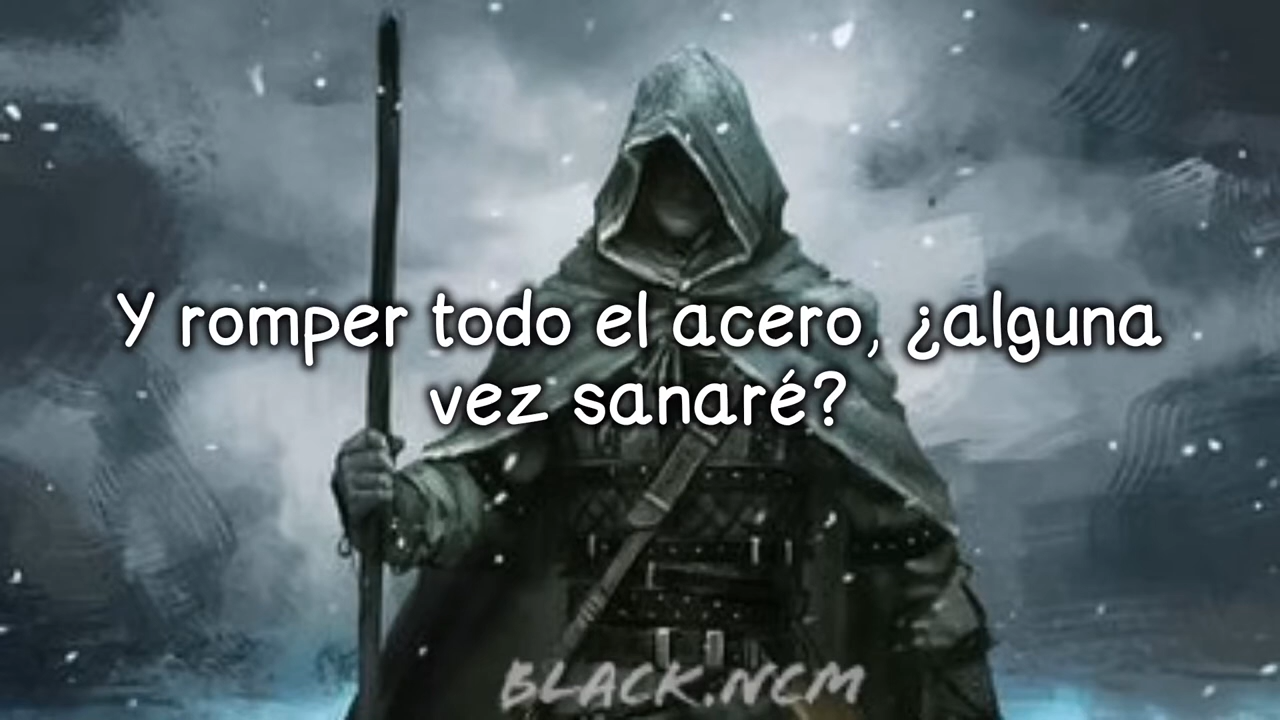 Y romper todo el acero, ¿alguna
vez sanaré?
BLACK.NCM